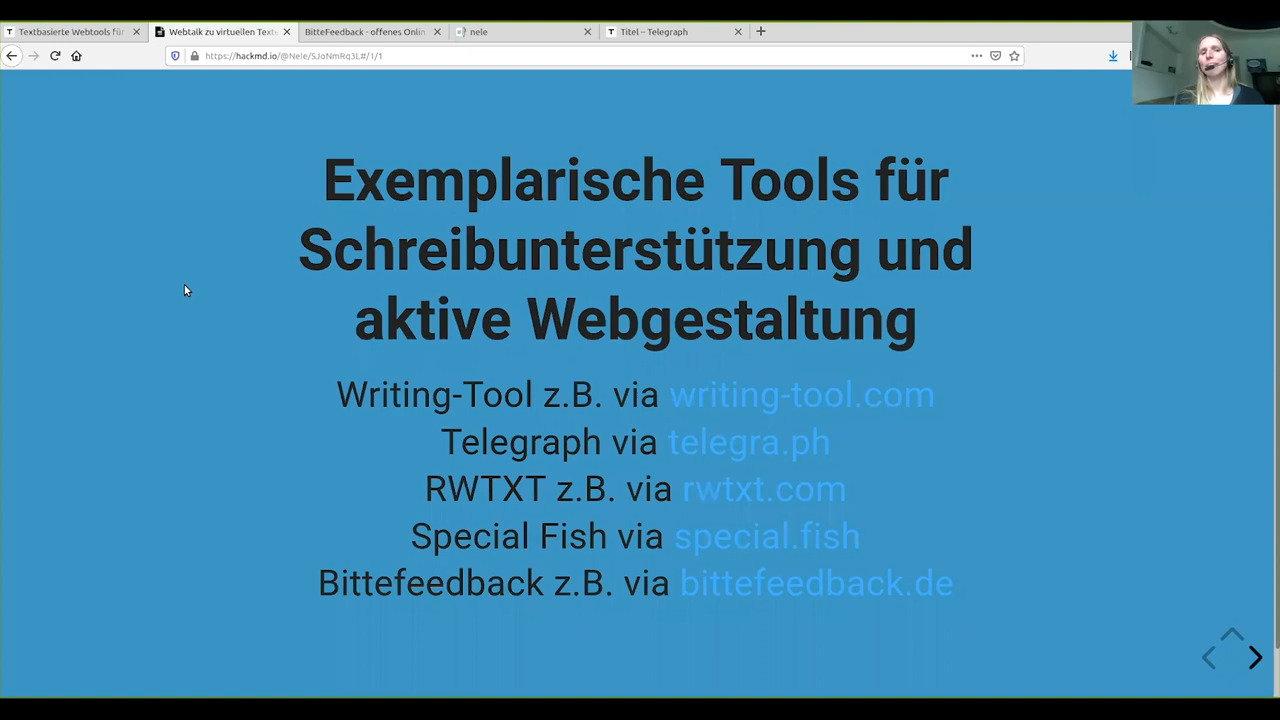 Textbasierte Webtools für
Webtalk zu virtuellen Text
BitteFeedback - offenes Onlin
nele
Titel – Telegraph
https://hackmd.io/@Nele/SJoNmRq3L#/1/1
Exemplarische Tools für
Schreibunterstützung und
aktive Webgestaltung
Writing-Tool z.B. via writing-tool.com
Telegraph via telegra.ph
RWTXT z.B. via rwtxt.com
Special Fish via special.fish
Bittefeedback z.B. via bittefeedback.de